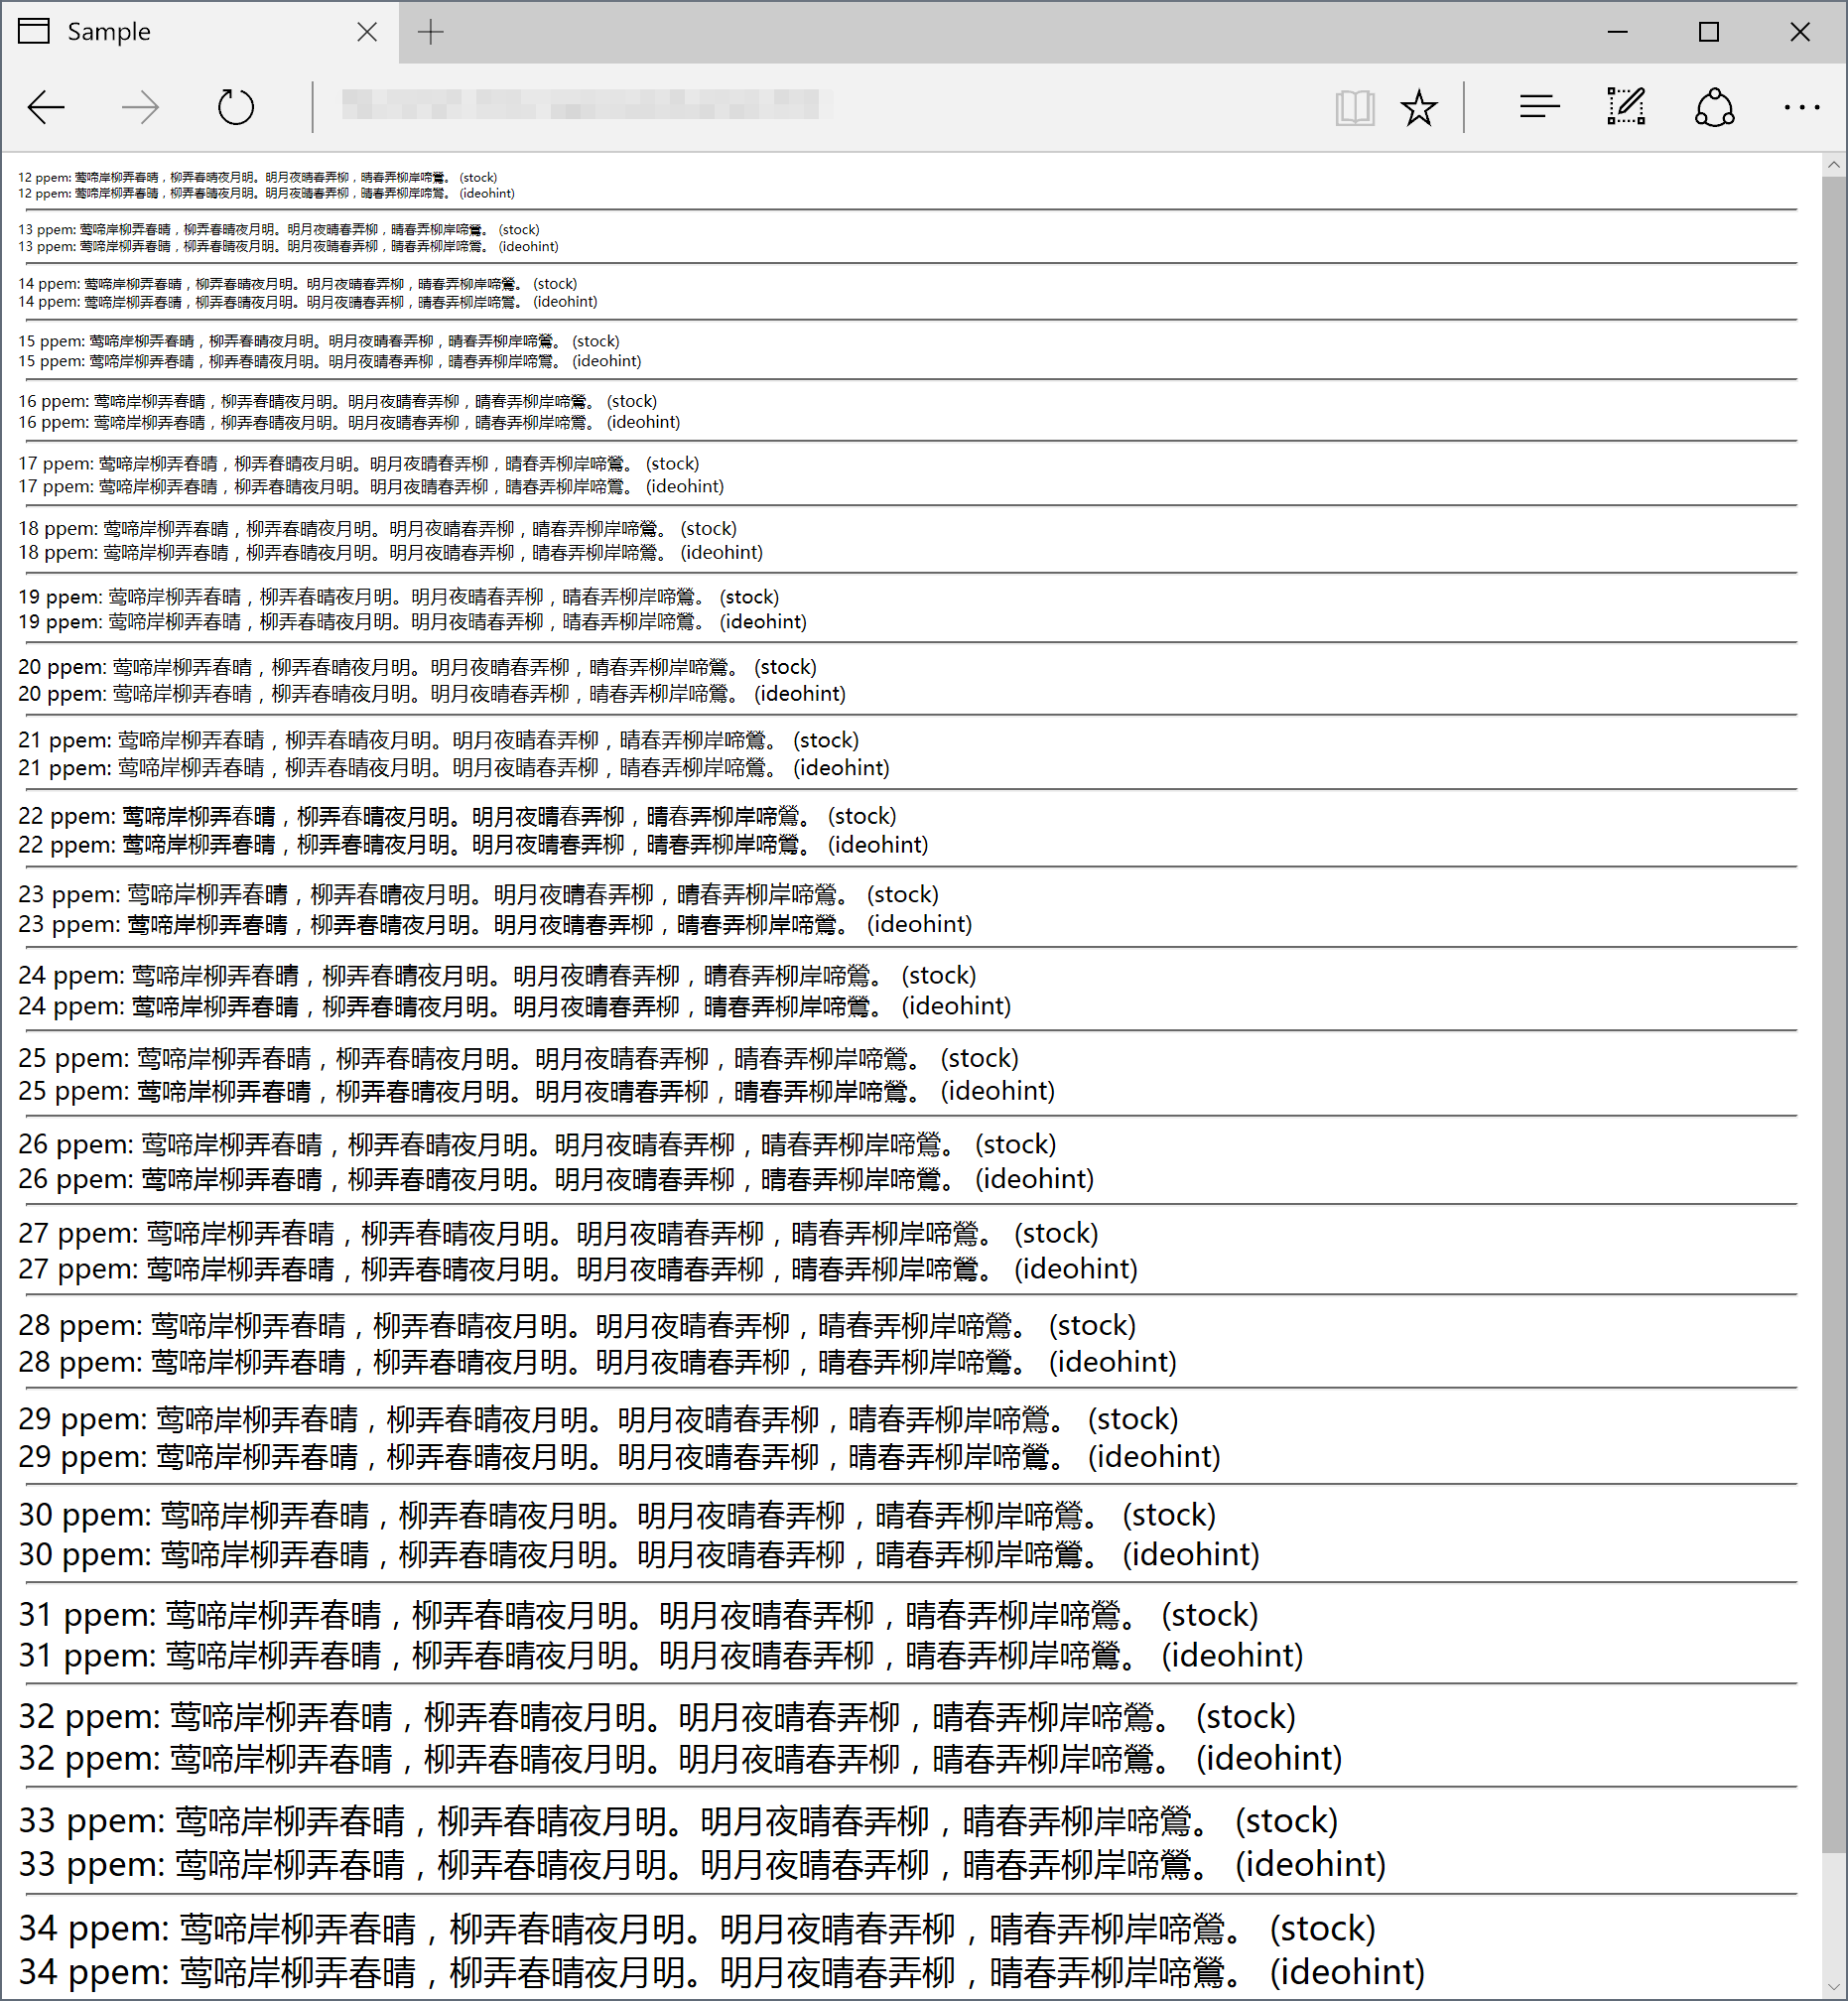 Sample
12 ppem: 莺啼岸柳弄春晴，柳弄春晴夜月明。明月夜晴春弄柳，晴春弄柳岸啼鶯。 (stock)
12 ppem: 莺啼岸柳弄春晴，柳弄春晴夜月明。明月夜晴春弄柳，晴春弄柳岸啼鶯。 (ideohint)
13 ppem: 莺啼岸柳弄春晴，柳弄春晴夜月明。明月夜晴春弄柳，晴春弄柳岸啼鶯。 (stock)
13 ppem: 莺啼岸柳弄春晴，柳弄春晴夜月明。明月夜晴春弄柳，晴春弄柳岸啼鶯。 (ideohint)
14 ppem: 莺啼岸柳弄春晴，柳弄春晴夜月明。明月夜晴春弄柳，晴春弄柳岸啼鶯。 (stock)
14 ppem: 莺啼岸柳弄春晴，柳弄春晴夜月明。明月夜晴春弄柳，晴春弄柳岸啼鶯。 (ideohint)
15 ppem: 莺啼岸柳弄春晴，柳弄春晴夜月明。明月夜晴春弄柳，晴春弄柳岸啼鶯。 (stock)
15 ppem: 莺啼岸柳弄春晴，柳弄春晴夜月明。明月夜晴春弄柳，晴春弄柳岸啼鶯。 (ideohint)
16 ppem: 莺啼岸柳弄春晴，柳弄春晴夜月明。明月夜晴春弄柳，晴春弄柳岸啼鶯。 (stock)
16 ppem: 莺啼岸柳弄春晴，柳弄春晴夜月明。明月夜晴春弄柳，晴春弄柳岸啼鶯。 (ideohint)
17 ppem: 莺啼岸柳弄春晴，柳弄春晴夜月明。明月夜晴春弄柳，晴春弄柳岸啼鶯。 (stock)
17 ppem: 莺啼岸柳弄春晴，柳弄春晴夜月明。明月夜晴春弄柳，晴春弄柳岸啼鶯。 (ideohint)
18 ppem: 莺啼岸柳弄春晴，柳弄春晴夜月明。明月夜晴春弄柳，晴春弄柳岸啼鶯。 (stock)
18 ppem: 莺啼岸柳弄春晴，柳弄春晴夜月明。明月夜晴春弄柳，晴春弄柳岸啼鶯。 (ideohint)
19 ppem: 莺啼岸柳弄春晴，柳弄春晴夜月明。明月夜晴春弄柳，晴春弄柳岸啼鶯。 (stock)
19 ppem: 莺啼岸柳弄春晴，柳弄春晴夜月明。明月夜晴春弄柳，晴春弄柳岸啼鶯。 (ideohint)
20 ppem: 莺啼岸柳弄春晴，柳弄春晴夜月明。明月夜晴春弄柳，晴春弄柳岸啼鶯。 (stock)
20 ppem: 莺啼岸柳弄春晴，柳弄春晴夜月明。明月夜晴春弄柳，晴春弄柳岸啼鶯。 (ideohint)
21 ppem: 莺啼岸柳弄春晴，柳弄春晴夜月明。明月夜晴春弄柳，晴春弄柳岸啼鶯。 (stock)
21 ppem: 莺啼岸柳弄春晴，柳弄春晴夜月明。明月夜晴春弄柳，晴春弄柳岸啼鶯。 (ideohint)
22 ppem: 莺啼岸柳弄春晴，柳弄春晴夜月明。明月夜晴春弄柳，晴春弄柳岸啼鶯。 (stock)
22 ppem: 莺啼岸柳弄春晴，柳弄春晴夜月明。明月夜晴春弄柳，晴春弄柳岸啼鶯。 (ideohint)
23 ppem: 莺啼岸柳弄春晴，柳弄春晴夜月明。明月夜晴春弄柳，晴春弄柳岸啼鶯。 (stock)
23 ppem: 莺啼岸柳弄春晴，柳弄春晴夜月明。明月夜晴春弄柳，晴春弄柳岸啼鶯。 (ideohint)
24 ppem: 莺啼岸柳弄春晴，柳弄春晴夜月明。明月夜晴春弄柳，晴春弄柳岸啼鶯。 (stock)
24 ppem: 莺啼岸柳弄春晴，柳弄春晴夜月明。明月夜晴春弄柳，晴春弄柳岸啼鶯。 (ideohint)
25 ppem: 莺啼岸柳弄春晴，柳弄春晴夜月明。明月夜晴春弄柳，晴春弄柳岸啼鶯。 (stock)
25 ppem: 莺啼岸柳弄春晴，柳弄春晴夜月明。明月夜晴春弄柳，晴春弄柳岸啼鶯。 (ideohint)
26 ppem: 莺啼岸柳弄春晴，柳弄春晴夜月明。明月夜晴春弄柳，晴春弄柳岸啼鶯。 (stock)
26 ppem: 莺啼岸柳弄春晴，柳弄春晴夜月明。明月夜晴春弄柳，晴春弄柳岸啼鶯。 (ideohint)
27 ppem: 莺啼岸柳弄春晴，柳弄春晴夜月明。明月夜晴春弄柳，晴春弄柳岸啼鶯。 (stock)
27 ppem: 莺啼岸柳弄春晴，柳弄春晴夜月明。明月夜晴春弄柳，晴春弄柳岸啼鶯。 (ideohint)
28 ppem: 莺啼岸柳弄春晴，柳弄春晴夜月明。明月夜晴春弄柳，晴春弄柳岸啼鶯。 (stock)
28 ppem: 莺啼岸柳弄春晴，柳弄春晴夜月明。明月夜晴春弄柳，晴春弄柳岸啼鶯。 (ideohint)
29 ppem: 莺啼岸柳弄春晴，柳弄春晴夜月明。明月夜晴春弄柳，晴春弄柳岸啼鶯。 (stock)
29 ppem: 莺啼岸柳弄春晴，柳弄春晴夜月明。明月夜晴春弄柳，晴春弄柳岸啼鶯。 (ideohint)
30 ppem: 莺啼岸柳弄春晴，柳弄春晴夜月明。明月夜晴春弄柳，晴春弄柳岸啼鶯。 (stock)
30 ppem: 莺啼岸柳弄春晴，柳弄春晴夜月明。明月夜晴春弄柳，晴春弄柳岸啼鶯。 (ideohint)
31 ppem: 莺啼岸柳弄春晴，柳弄春晴夜月明。明月夜晴春弄柳，晴春弄柳岸啼鶯。 (stock)
31 ppem: 莺啼岸柳弄春晴，柳弄春晴夜月明。明月夜晴春弄柳，晴春弄柳岸啼鶯。 (ideohint)
32 ppem: 莺啼岸柳弄春晴，柳弄春晴夜月明。明月夜晴春弄柳，晴春弄柳岸啼鶯。 (stock)
32 ppem: 莺啼岸柳弄春晴，柳弄春晴夜月明。明月夜晴春弄柳，晴春弄柳岸啼鶯。 (ideohint)
33 ppem: 莺啼岸柳弄春晴，柳弄春晴夜月明。明月夜晴春弄柳，晴春弄柳岸啼鶯。 (stock)
33 ppem: 莺啼岸柳弄春晴，柳弄春晴夜月明。明月夜晴春弄柳，晴春弄柳岸啼鶯。 (ideohint)
34 ppem: 莺啼岸柳弄春晴，柳弄春晴夜月明。明月夜晴春弄柳，晴春弄柳岸啼鶯。 (stock)
34 ppem: 莺啼岸柳弄春晴，柳弄春晴夜月明。明月夜晴春弄柳，晴春弄柳岸啼鶯。 (ideohint)